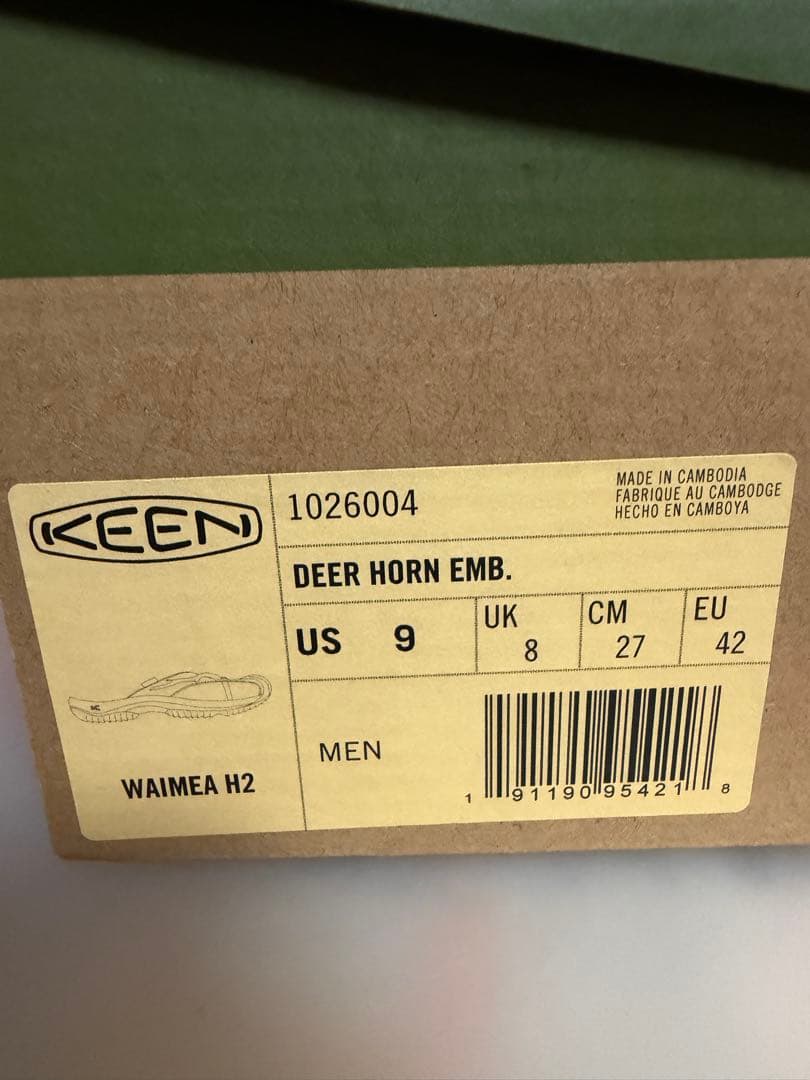 KEEN
1026004
MADE IN CAMBODIA
FABRIQUE AU CAMBODGE
HECHO EN CAMBOYA
DEER HORN EMB.
US 9
UK 8
CM 27
EU 42
MEN
WAIMEA H2
1 91190 95421 8